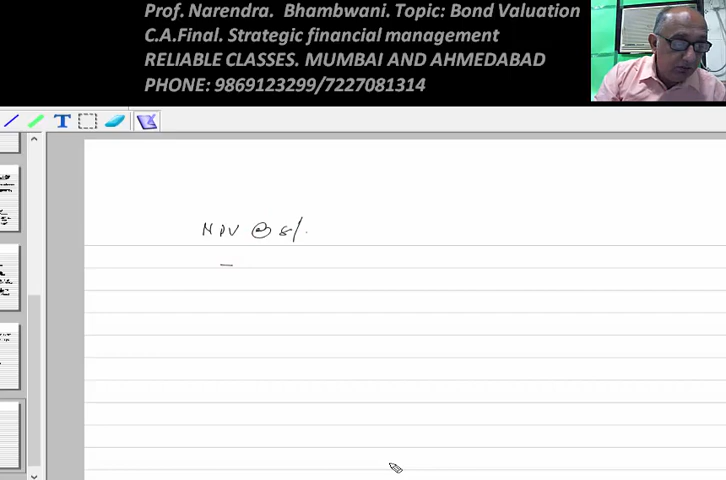 Prof. Narendra. Bhambwani. Topic: Bond Valuation
C.A.Final. Strategic financial management
RELIABLE CLASSES. MUMBAI AND AHMEDABAD
PHONE: 9869123299/7227081314
T
NPV @ 8%